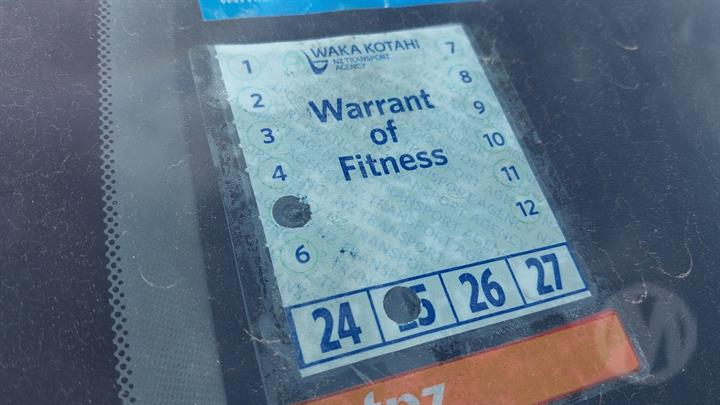 WAKA KOTAHI
NZ TRANSPORT
AGENCY
1
2
3
4
6
7
8
9
10
11
12
Warrant
of
Fitness
24 25 26 27